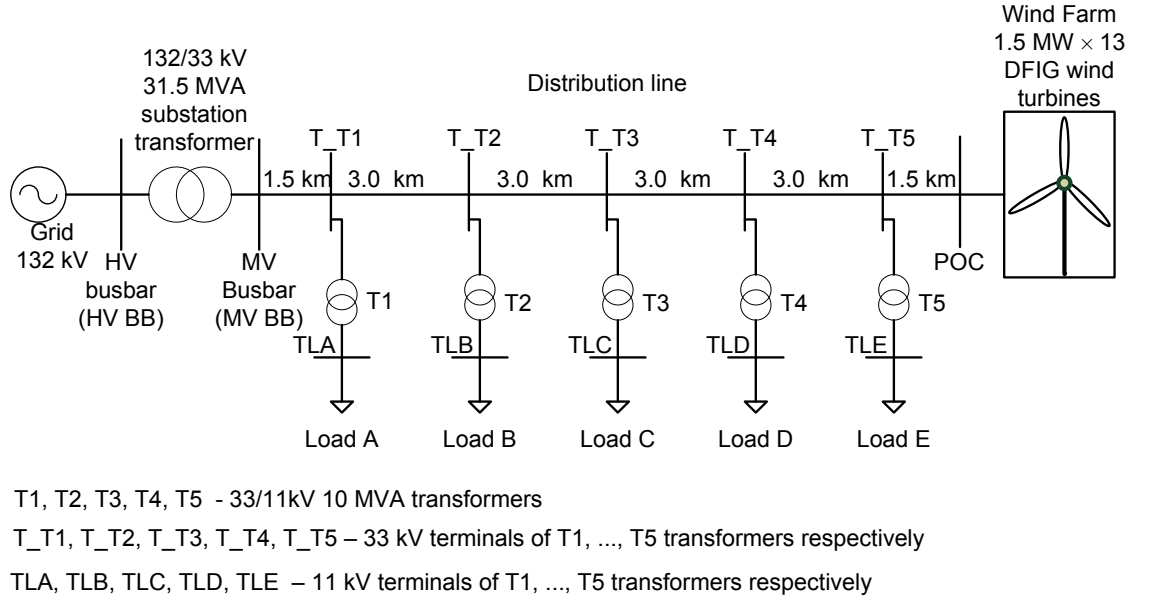 Wind Farm
1.5 MW × 13
DFIG wind
turbines
132/33 kV
31.5 MVA
substation
transformer
Distribution line
T_T1
T_T2
T_T3
T_T4
T_T5
1.5 km
3.0 km
3.0 km
3.0 km
3.0 km
1.5 km
Grid
132 kV
HV
busbar
(HV BB)
MV
Busbar
(MV BB)
POC
T1
T2
T3
T4
T5
TLA
TLB
TLC
TLD
TLE
Load A
Load B
Load C
Load D
Load E
T1, T2, T3, T4, T5 - 33/11kV 10 MVA transformers
T_T1, T_T2, T_T3, T_T4, T_T5 – 33 kV terminals of T1, ..., T5 transformers respectively
TLA, TLB, TLC, TLD, TLE – 11 kV terminals of T1, ..., T5 transformers respectively